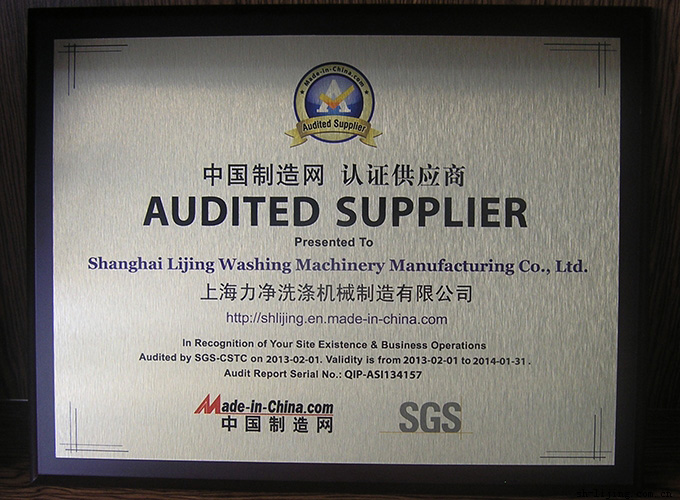 Made-in-China.com
Audited Supplier
中国制造网 认证供应商
AUDITED SUPPLIER
Presented To
Shanghai Lijing Washing Machinery Manufacturing Co., Ltd.
上海力净洗涤机械制造有限公司
http://shlijing.en.made-in-china.com
In Recognition of Your Site Existence & Business Operations
Audited by SGS-CSTC on 2013-02-01. Validity is from 2013-02-01 to 2014-01-31 .
Audit Report Serial No.: QIP-ASI134157
Made-in-China.com
中国制造网
SGS